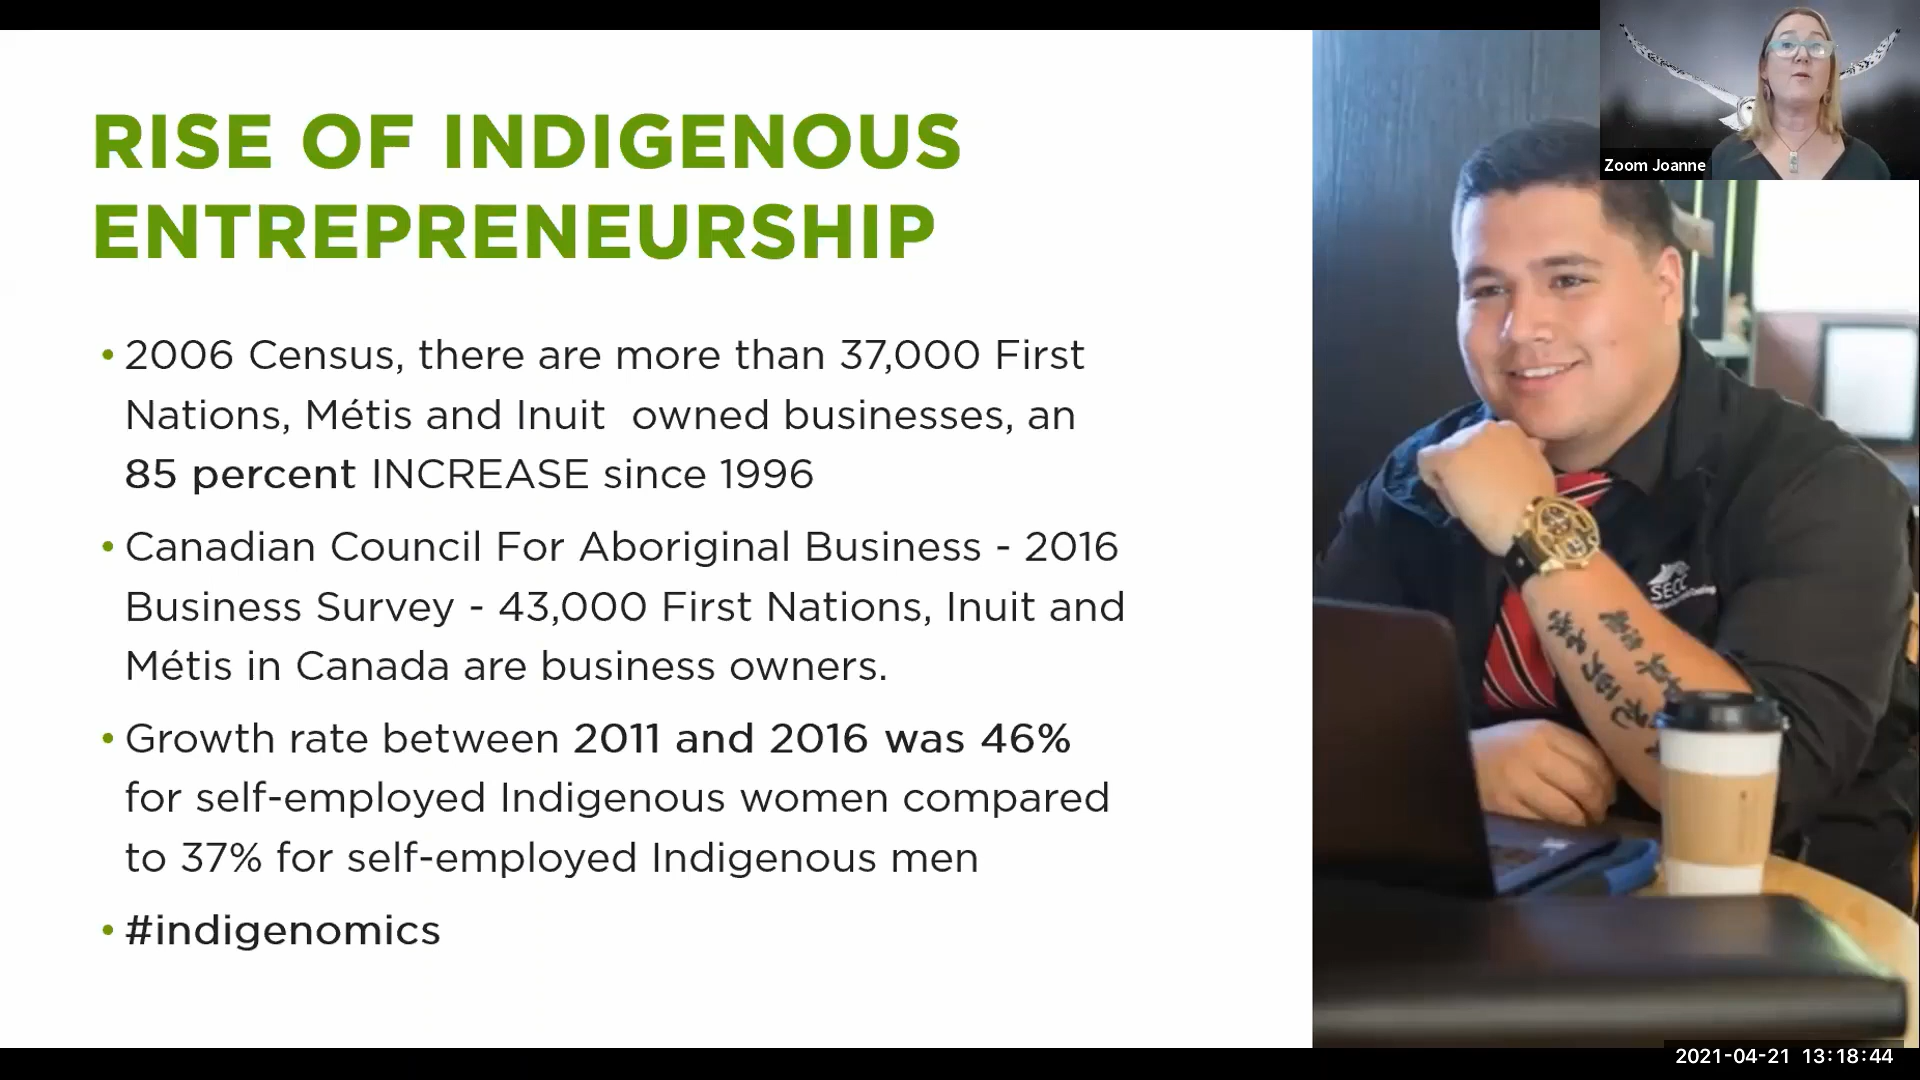 RISE OF INDIGENOUS
ENTREPRENEURSHIP
• 2006 Census, there are more than 37,000 First
Nations, Métis and Inuit  owned businesses, an
85 percent INCREASE since 1996
• Canadian Council For Aboriginal Business - 2016
Business Survey - 43,000 First Nations, Inuit and
Métis in Canada are business owners.
• Growth rate between 2011 and 2016 was 46%
for self-employed Indigenous women compared
to 37% for self-employed Indigenous men
• #indigenomics
Zoom Joanne
SECC
2021-04-21 13:18:44